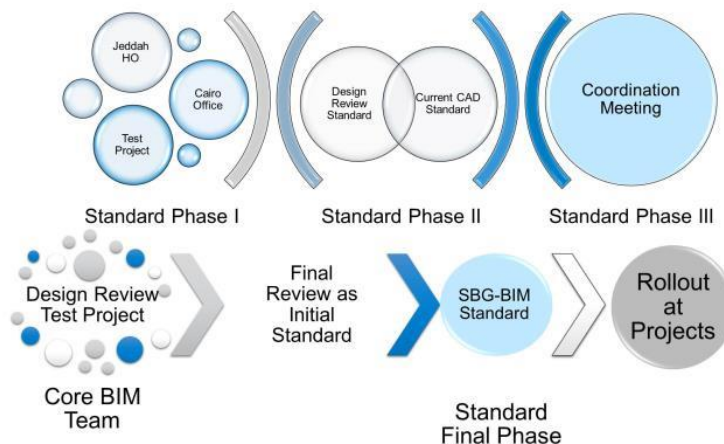 Jeddah
HO
Cairo
Office
Test
Project
Design
Review
Standard
Current CAD
Standard
Coordination
Meeting
Standard Phase I
Standard Phase II
Standard Phase III
Design Review
Test Project
Core BIM
Team
Final
Review as
Initial
Standard
SBG-BIM
Standard
Rollout
at
Projects
Standard
Final Phase